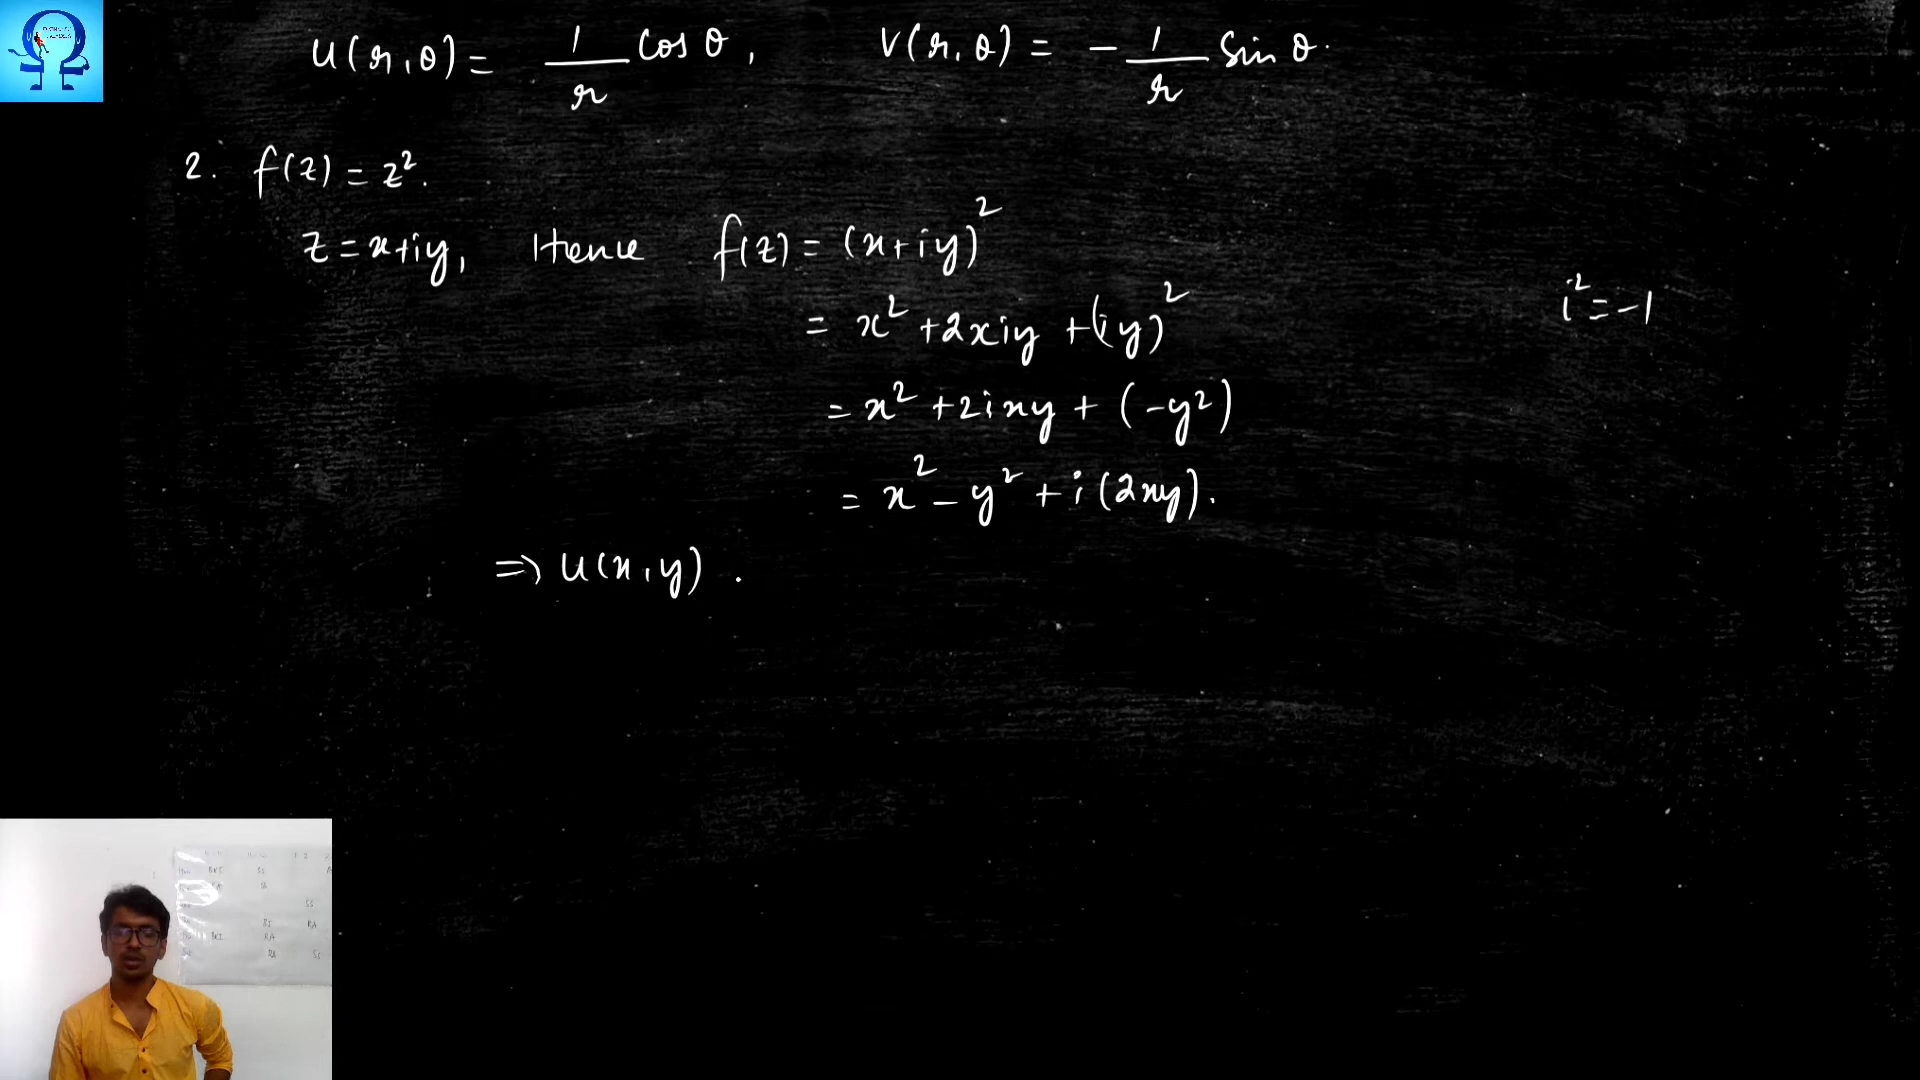 u(r,θ) = 1/r cos θ, v(r,θ) = - 1/r sin θ.
2. f(z) = z².
z = x+iy, Hence f(z) = (x+iy)²
= x² + 2xiy + (iy)²
i² = -1
= x² + 2ixy + (-y²)
= x² - y² + i(2xy).
⇒ u(x,y) .